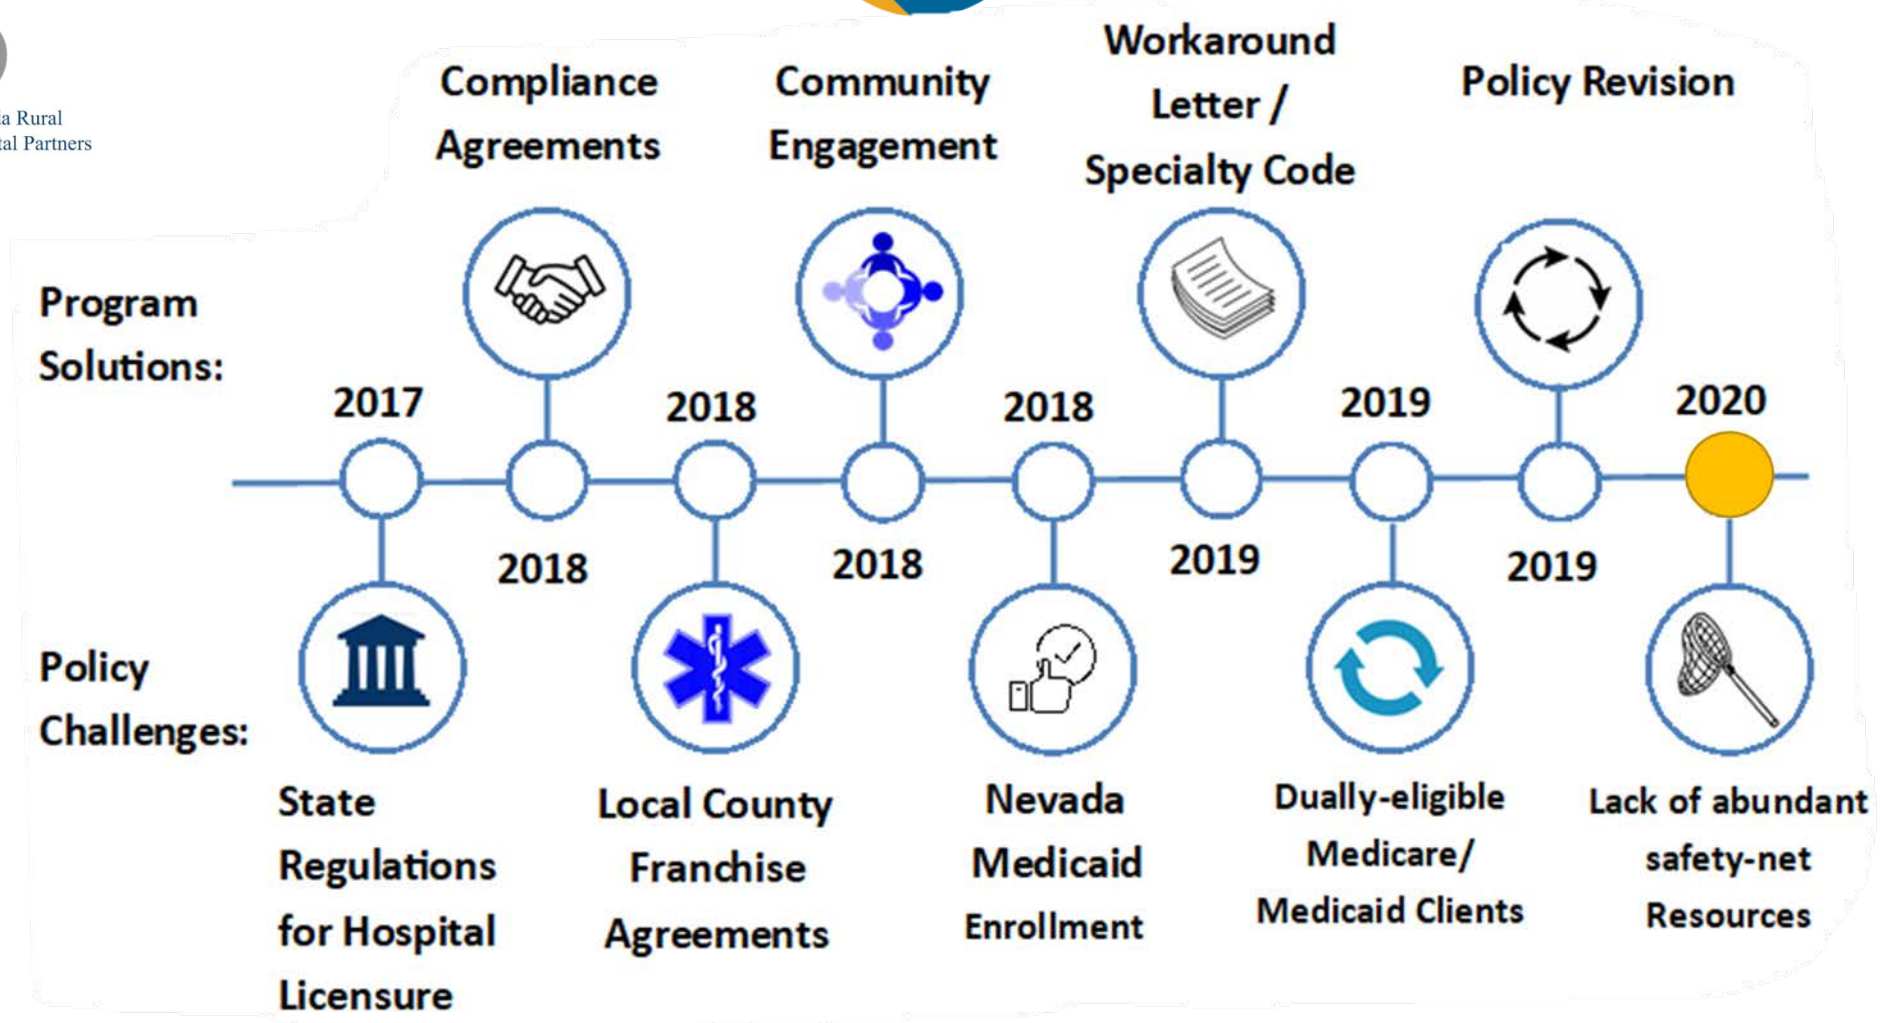 Workaround
Letter /
Specialty Code
Compliance
Agreements
Community
Engagement
Policy Revision
Rural
Partners
Program
Solutions:
2017
2018
2018
2019
2020
2018
2018
2019
2019
Policy
Challenges:
State
Regulations
for Hospital
Licensure
Local County
Franchise
Agreements
Nevada
Medicaid
Enrollment
Dually-eligible
Medicare/
Medicaid Clients
Lack of abundant
safety-net
Resources